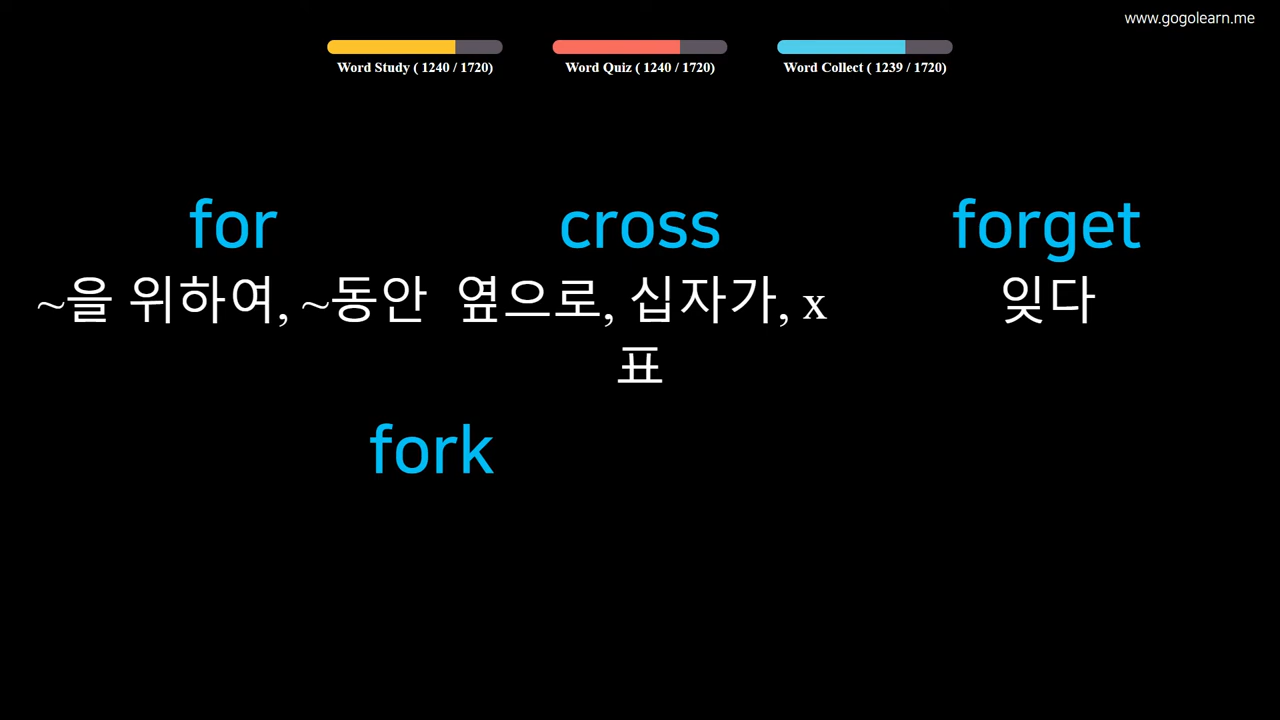 www.gogolearn.me
Word Study ( 1240 / 1720)
Word Quiz ( 1240 / 1720)
Word Collect ( 1239 / 1720)
for
~을 위하여, ~동안
cross
옆으로, 십자가, x
표
forget
잊다
fork